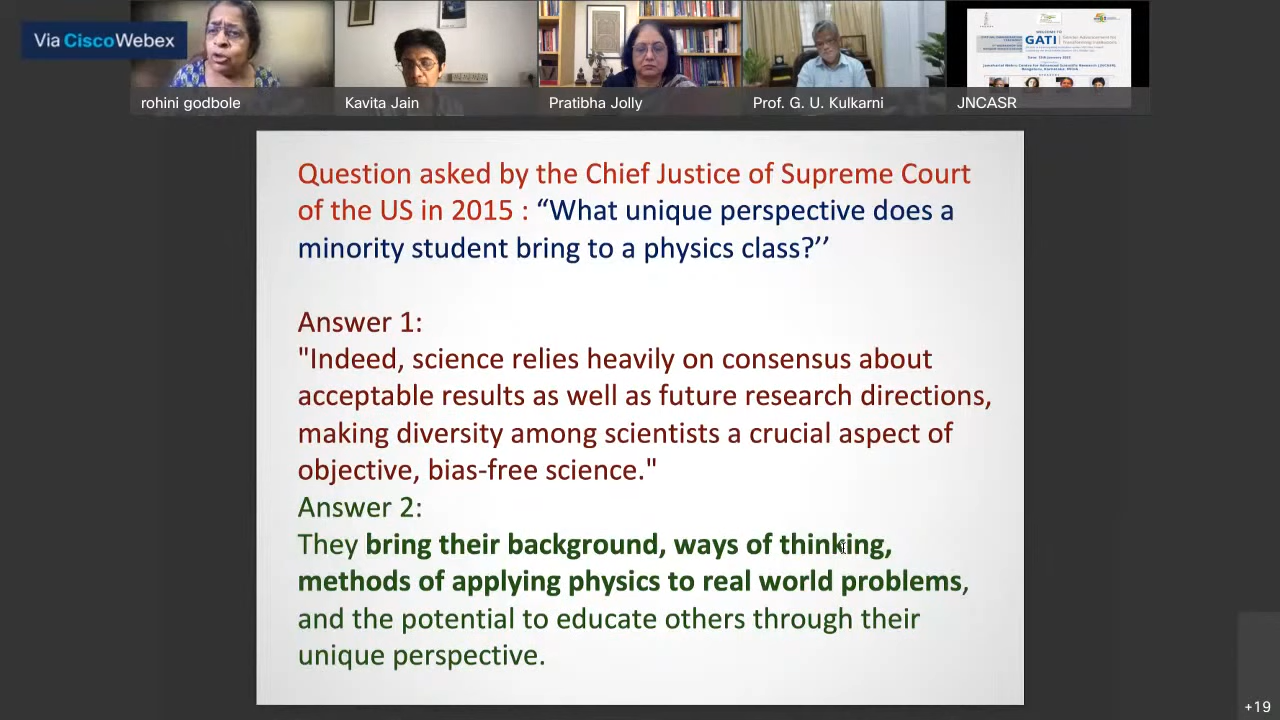 Via Cisco Webex
rohini godbole
Kavita Jain
Pratibha Jolly
Prof. G. U. Kulkarni
JNCASR
WELCOME TO
GATI
Question asked by the Chief Justice of Supreme Court
of the US in 2015 : “What unique perspective does a
minority student bring to a physics class?’’
Answer 1:
"Indeed, science relies heavily on consensus about
acceptable results as well as future research directions,
making diversity among scientists a crucial aspect of
objective, bias-free science."
Answer 2:
They bring their background, ways of thinking,
methods of applying physics to real world problems,
and the potential to educate others through their
unique perspective.
+19